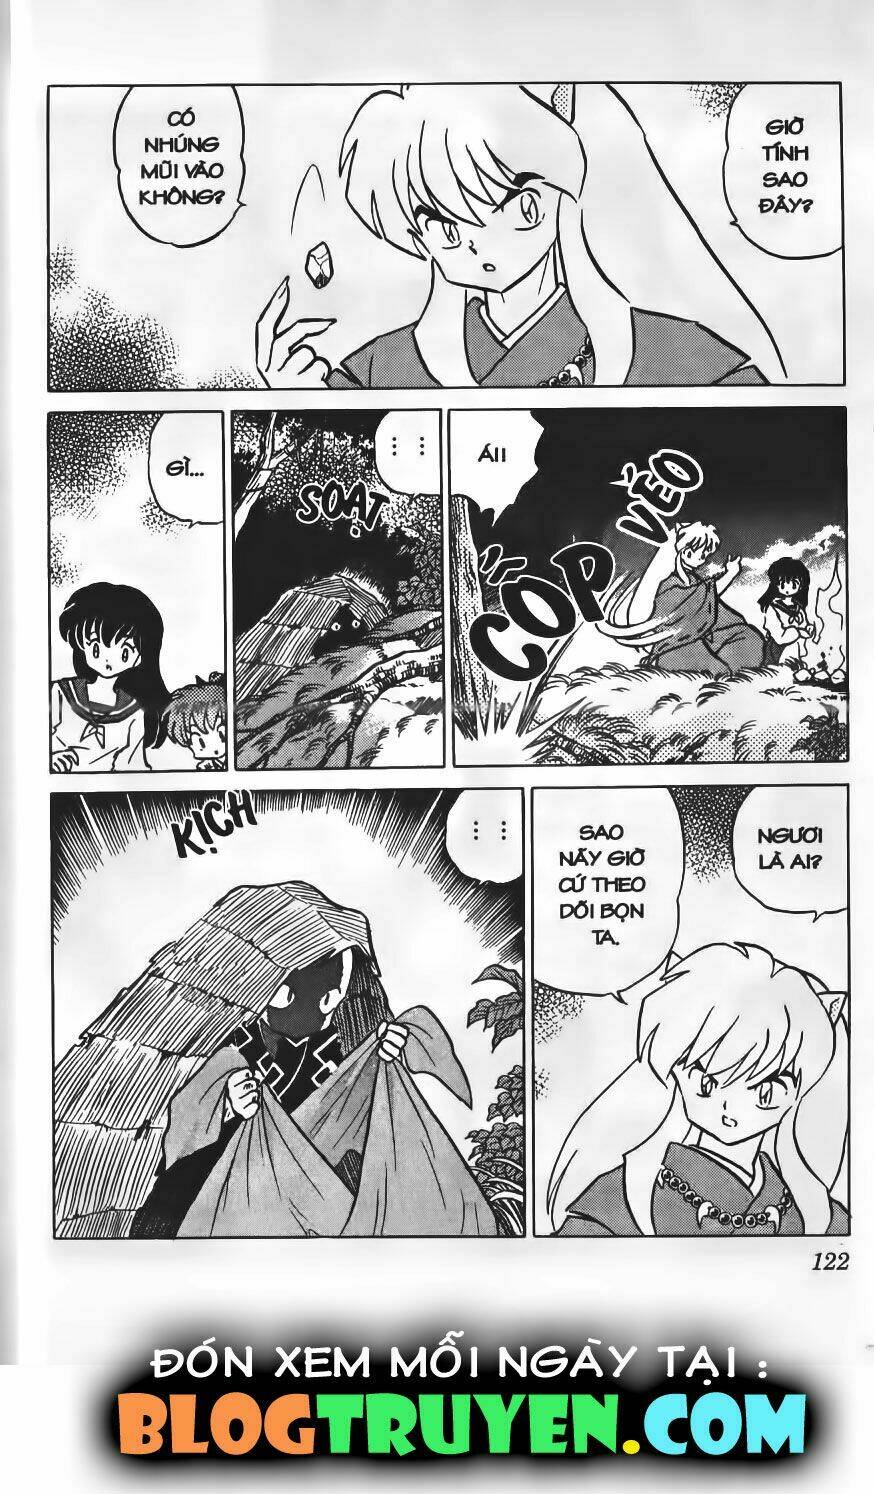 GIỜ
TÍNH
SAO
ĐÂY?
CÓ
NHÚNG
MŨI VÀO
KHÔNG?
ÁI!
VÉO
CỐP
SOẠT
GÌ...
NGƯƠI
LÀ AI?
SAO
NÃY GIỜ
CỨ THEO
DÕI BỌN
TA.
KỊCH
122
ĐÓN XEM MỖI NGÀY TẠI :
BLOGTRUYEN.COM